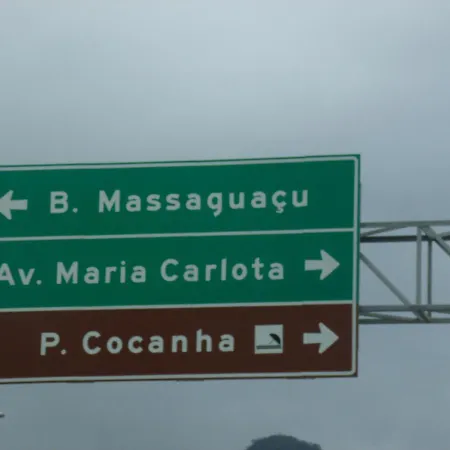 B. Massaguaçu
Av. Maria Carlota
P. Cocanha